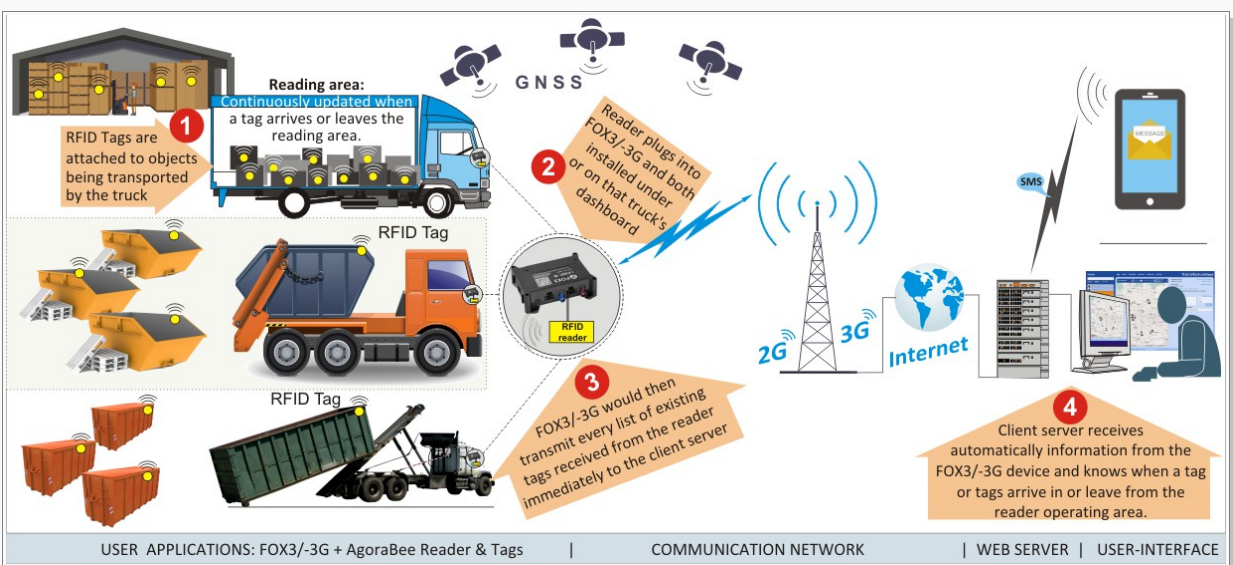 GNSS
Reading area:
Continuously updated when
a tag arrives or leaves the
reading area.
1
RFID Tags are
attached to objects
being transported
by the truck
2
Reader plugs into
FOX3/-3G and both
installed under
or on that truck's
dashboard
RFID Tag
RFID
reader
RFID Tag
3
FOX3/-3G would then
transmit every list of existing
tags received from the reader
immediately to the client server
2G
3G
Internet
SMS
MESSAGE
4
Client server receives
automatically information from the
FOX3/-3G device and knows when a tag
or tags arrive in or leave from the
reader operating area.
USER APPLICATIONS: FOX3/-3G + AgoraBee Reader & Tags | COMMUNICATION NETWORK | WEB SERVER | USER-INTERFACE